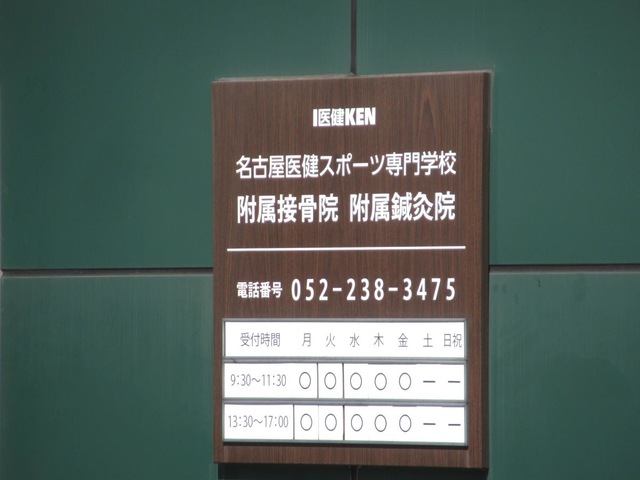 I医健KEN
名古屋医健スポーツ専門学校
附属接骨院 附属鍼灸院
電話番号 052-238-3475
受付時間 月 火 水 木 金 土 日祝
9:30〜11:30 ○ ○ ○ ○ ○ ー ー
13:30〜17:00 ○ ○ ○ ○ ○ ー ー